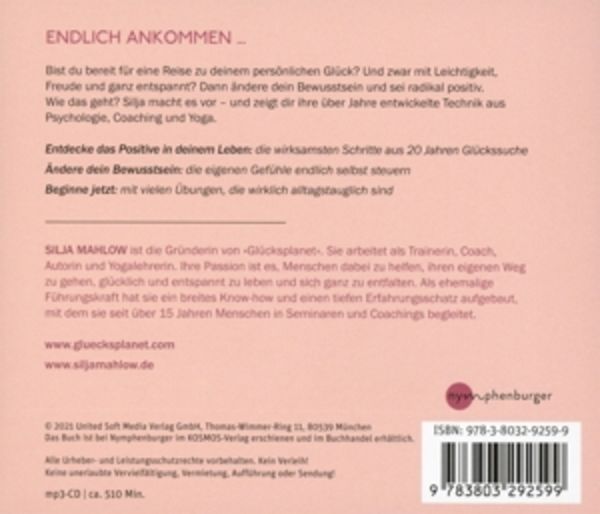 ENDLICH ANKOMMEN ...
Bist du bereit für eine Reise zu deinem persönlichen Glück? Und zwar mit Leichtigkeit,
Freude und ganz entspannt? Dann ändere dein Bewusstsein und sei radikal positiv.
Wie das geht? Silja macht es vor – und zeigt dir ihre über Jahre entwickelte Technik aus
Psychologie, Coaching und Yoga.
Entdecke das Positive in deinem Leben: die wirksamsten Schritte aus 20 Jahren Glückssuche
Ändere dein Bewusstsein: die eigenen Gefühle endlich selbst steuern
Beginne jetzt: mit vielen Übungen, die wirklich alltagstauglich sind
SILJA MAHLOW ist die Gründerin von »Glücksplanet«. Sie arbeitet als Trainerin, Coach,
Autorin und Yogalehrerin. Ihre Passion ist es, Menschen dabei zu helfen, ihren eigenen Weg
zu gehen, glücklich und entspannt zu leben und sich ganz zu entfalten. Als ehemalige
Führungskraft hat sie ein breites Know-how und einen tiefen Erfahrungsschatz aufgebaut,
mit dem sie seit über 15 Jahren Menschen in Seminaren und Coachings begleitet.
www.gluecksplanet.com
www.siljamahlow.de
nymphenburger
© 2021 United Soft Media Verlag GmbH, Thomas-Wimmer-Ring 11, 80539 München
Das Buch ist bei Nymphenburger im KOSMOS-Verlag erschienen und im Buchhandel erhältlich.
Alle Urheber- und Leistungsschutzrechte vorbehalten. Kein Verleih!
Keine unerlaubte Vervielfältigung, Vermietung, Aufführung oder Sendung!
mp3-CD | ca. 510 Min.
ISBN: 978-3-8032-9259-9
9 783803 292599